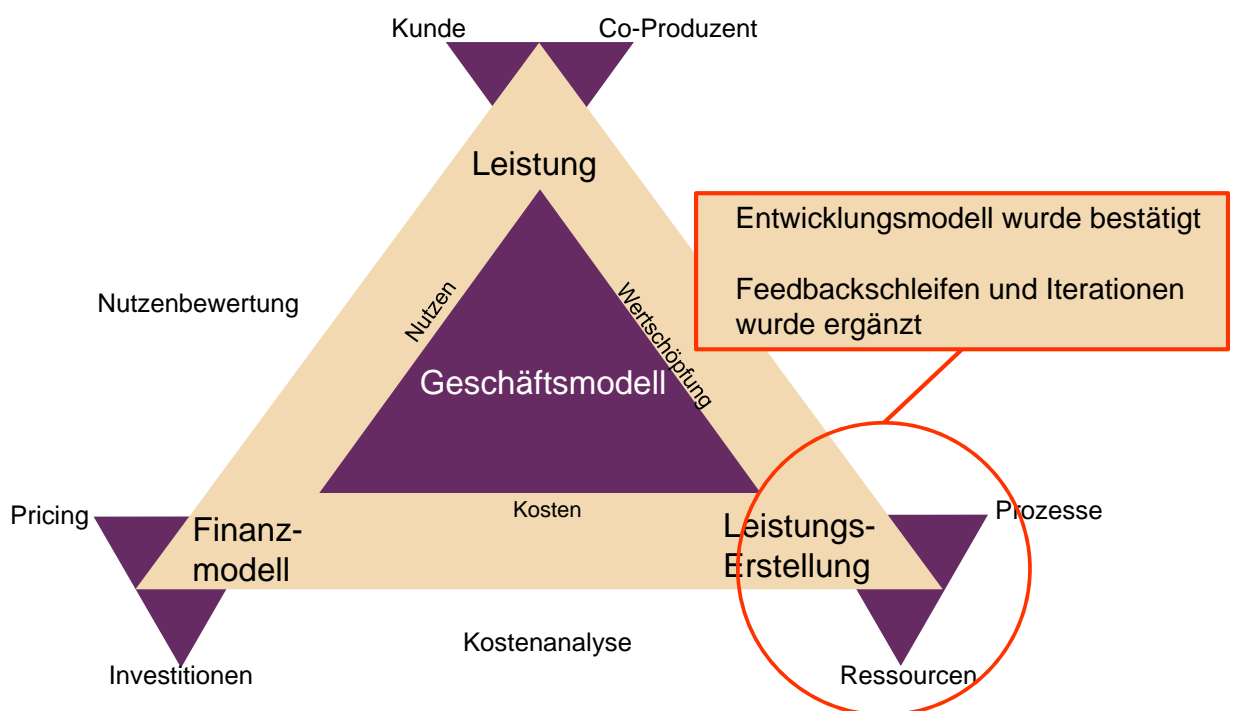 Kunde
Co-Produzent
Leistung
Entwicklungsmodell wurde bestätigt
Feedbackschleifen und Iterationen
wurde ergänzt
Nutzenbewertung
Nutzen
Wertschöpfung
Geschäftsmodell
Kosten
Pricing
Finanz-
modell
Leistungs-
Erstellung
Prozesse
Kostenanalyse
Investitionen
Ressourcen